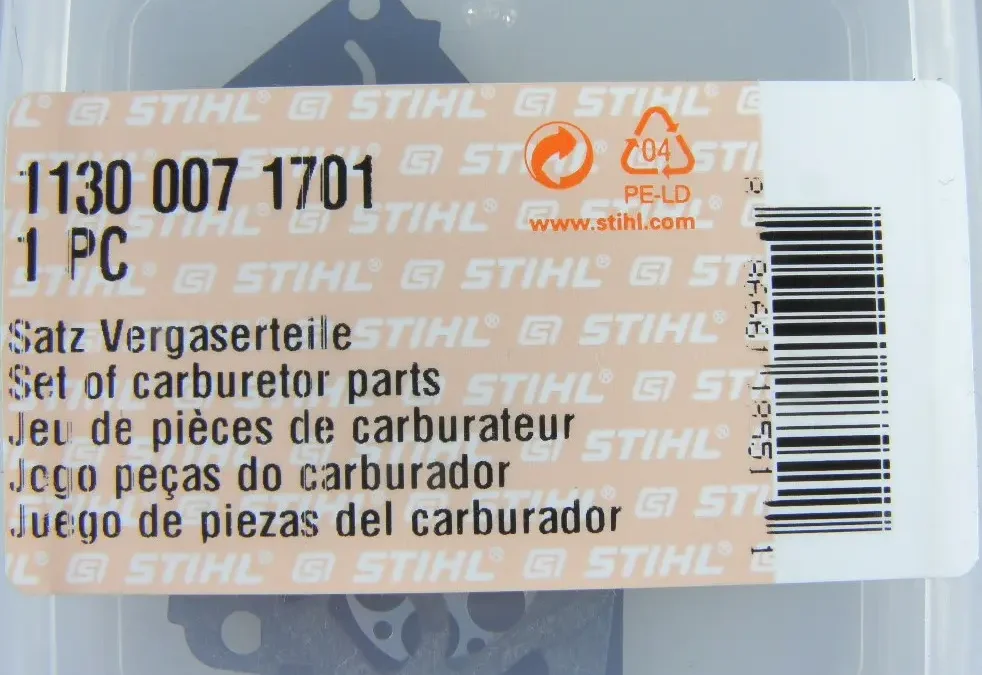 1130 007 1701
1 PC
Satz Vergaserteile
Set of carburetor parts
Jeu de pièces de carburateur
Jogo peças do carburador
Juego de piezas del carburador
04
PE-LD
www.stihl.com
STIHL